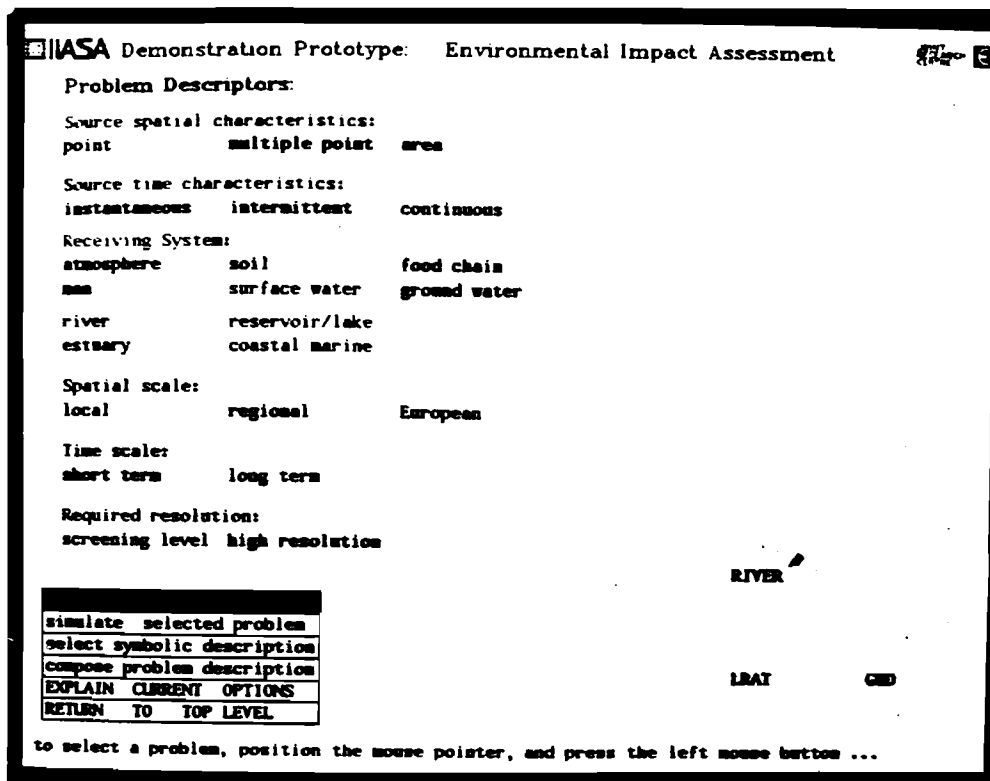 IIASA Demonstration Prototype: Environmental Impact Assessment
Problem Descriptors:
Source spatial characteristics:
point multiple point area
Source time characteristics:
instantaneous intermittent continuous
Receiving System:
atmosphere soil food chain
man surface water ground water
river reservoir/lake
estuary coastal marine
Spatial scale:
local regional European
Time scale:
short term long term
Required resolution:
screening level high resolution
RIVER
simulate selected problem
select symbolic description
compose problem description
EXPLAIN CURRENT OPTIONS
RETURN TO TOP LEVEL
LRAT
to select a problem, position the mouse pointer, and press the left mouse button ...